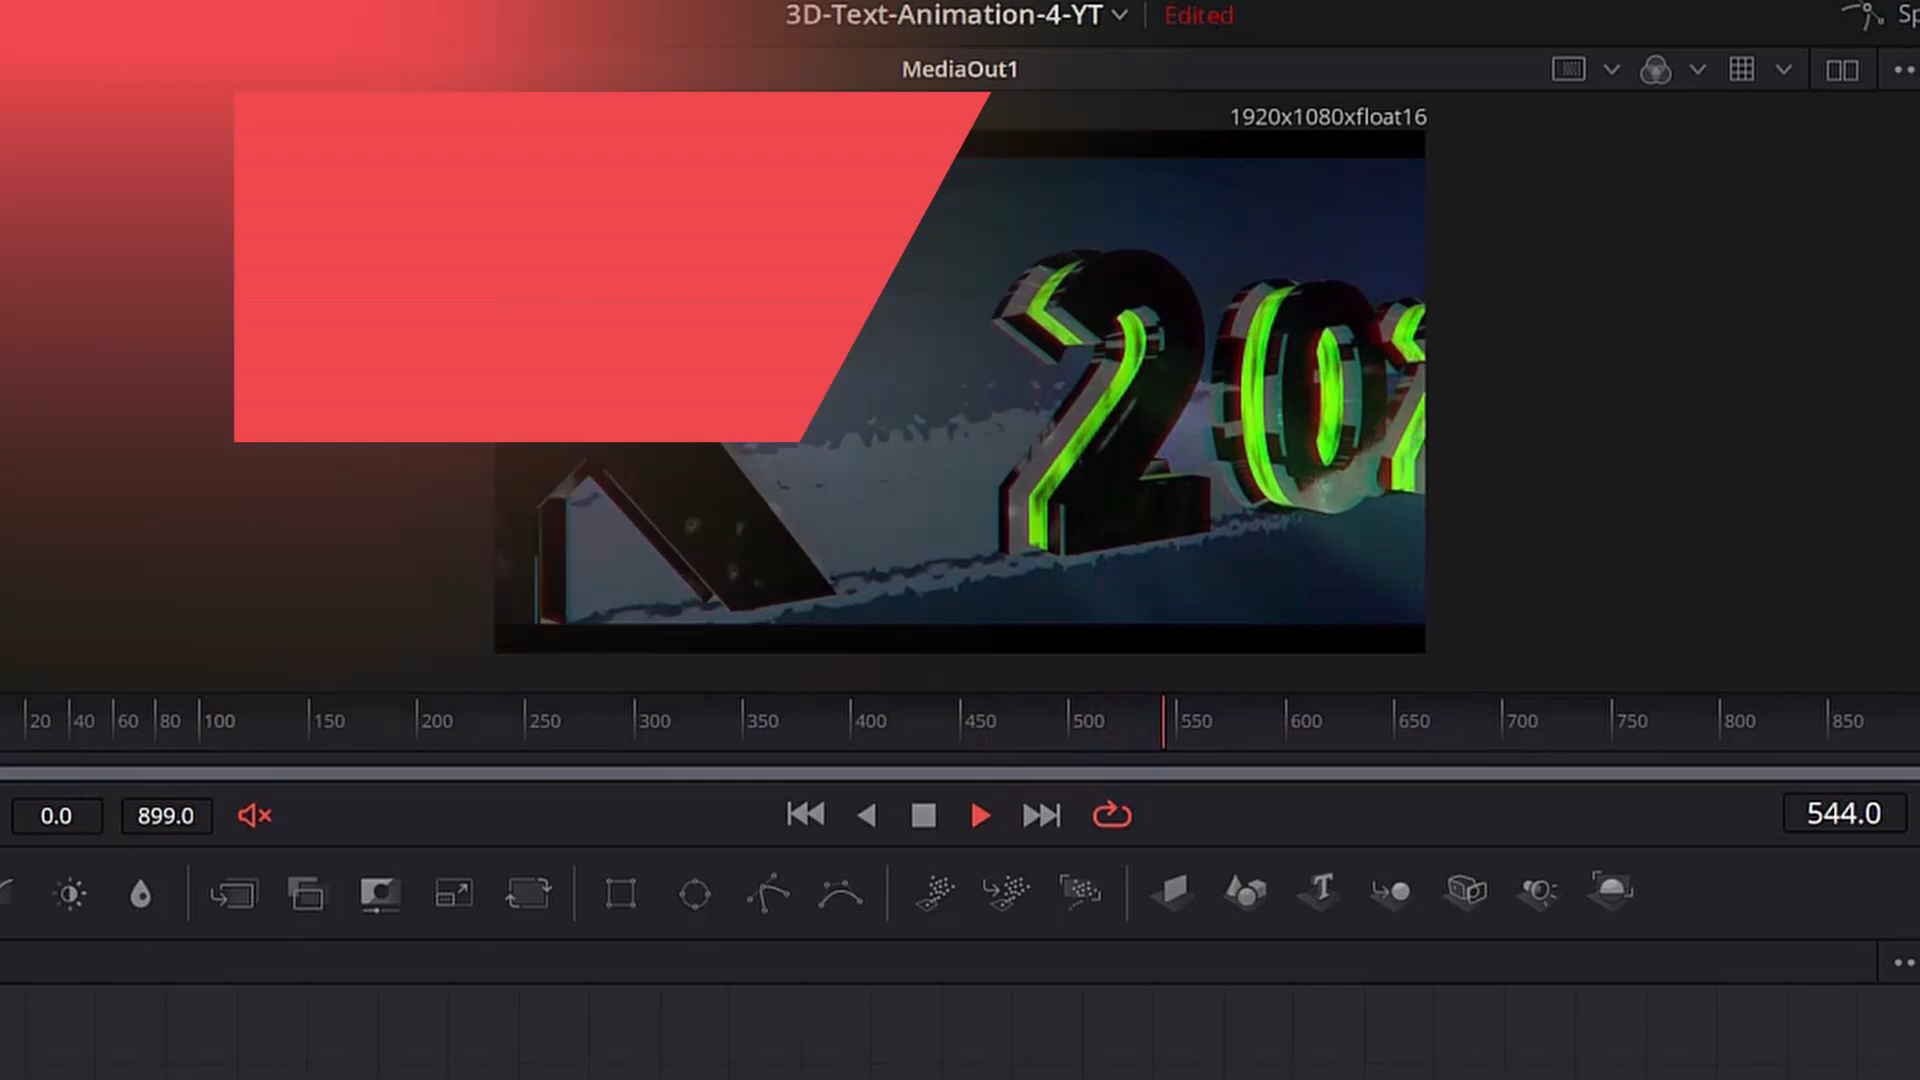 3D-Text-Animation-4-YT Edited
MediaOut1
1920x1080xfloat16
20
20 40 60 80 100 150 200 250 300 350 400 450 500 550 600 650 700 750 800 850
0.0 899.0 544.0